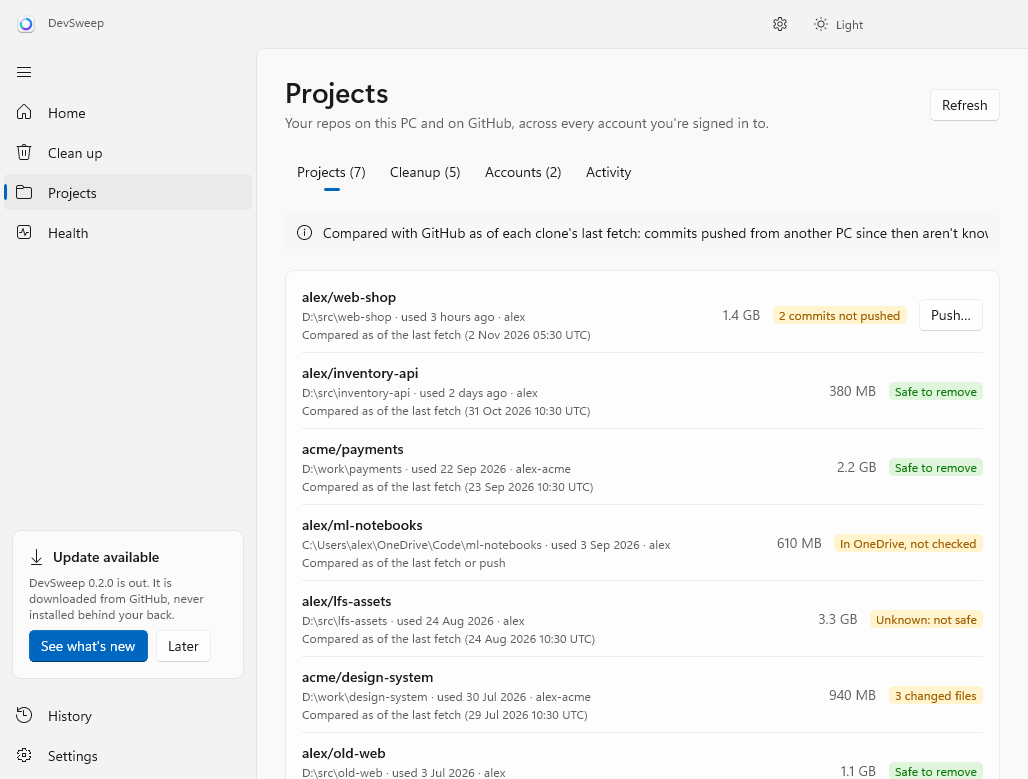 DevSweep
Light
Home
Clean up
Projects
Health
Update available
DevSweep 0.2.0 is out. It is
downloaded from GitHub, never
installed behind your back.
See what's new
Later
History
Settings
Projects
Your repos on this PC and on GitHub, across every account you're signed in to.
Refresh
Projects (7)
Cleanup (5)
Accounts (2)
Activity
Compared with GitHub as of each clone's last fetch: commits pushed from another PC since then aren't
alex/web-shop
D:\src\web-shop · used 3 hours ago · alex
Compared as of the last fetch (2 Nov 2026 05:30 UTC)
1.4 GB
2 commits not pushed
Push...
alex/inventory-api
D:\src\inventory-api · used 2 days ago · alex
Compared as of the last fetch (31 Oct 2026 10:30 UTC)
380 MB
Safe to remove
acme/payments
D:\work\payments · used 22 Sep 2026 · alex-acme
Compared as of the last fetch (23 Sep 2026 10:30 UTC)
2.2 GB
Safe to remove
alex/ml-notebooks
C:\Users\alex\OneDrive\Code\ml-notebooks · used 3 Sep 2026 · alex
Compared as of the last fetch or push
610 MB
In OneDrive, not checked
alex/lfs-assets
D:\src\lfs-assets · used 24 Aug 2026 · alex
Compared as of the last fetch (24 Aug 2026 10:30 UTC)
3.3 GB
Unknown: not safe
acme/design-system
D:\work\design-system · used 30 Jul 2026 · alex-acme
Compared as of the last fetch (29 Jul 2026 10:30 UTC)
940 MB
3 changed files
alex/old-web
D:\src\old-web · used 3 Jul 2026 · alex
1.1 GB
Safe to remove